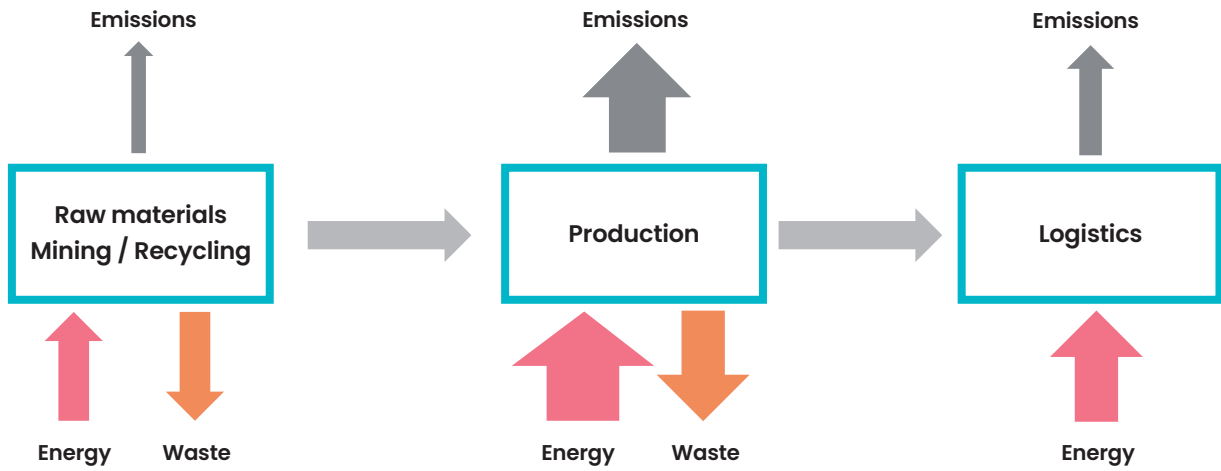 Emissions
Emissions
Emissions
Raw materials
Mining / Recycling
Production
Logistics
Energy
Waste
Energy
Waste
Energy